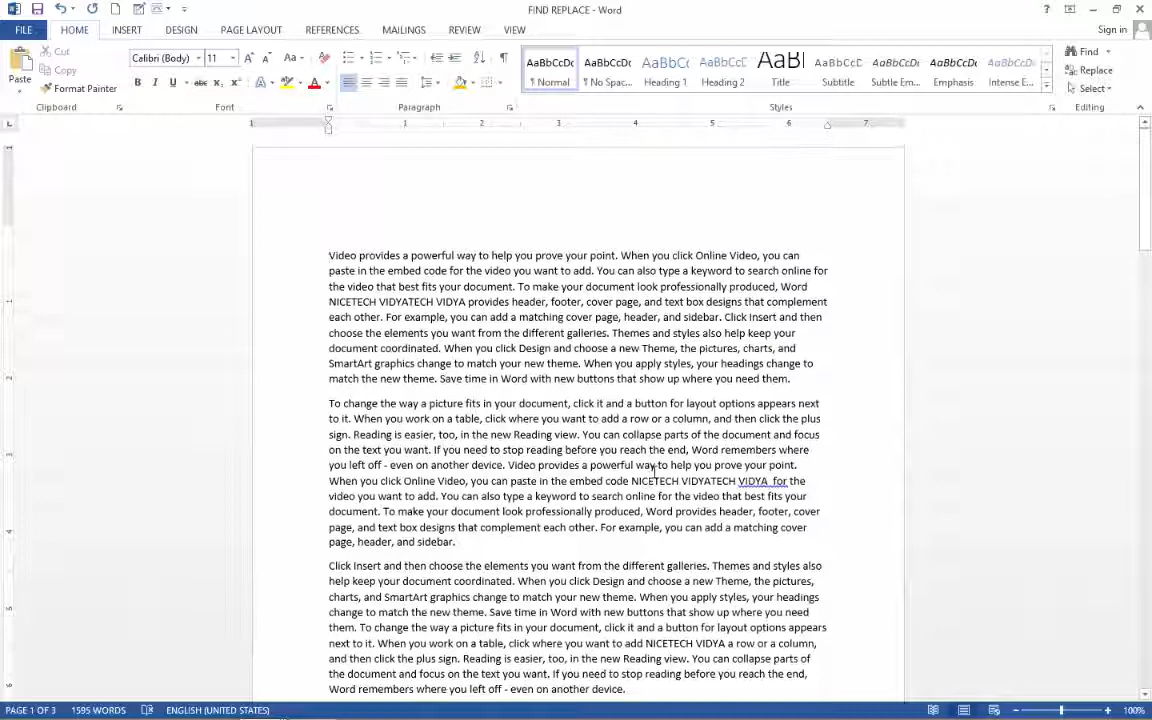 FIND REPLACE - Word
Sign in
FILE HOME INSERT DESIGN PAGE LAYOUT REFERENCES MAILINGS REVIEW VIEW
Paste Cut Copy Format Painter
Calibri (Body) 11
AaBbCcDc AaBbCcDc AaBbCc AaBbCcD AaBl AaBbCcD AaBbCcDc AaBbCcDc AaBbCcDc
¶ Normal ¶ No Spac... Heading 1 Heading 2 Title Subtitle Subtle Em... Emphasis Intense E...
Find
Replace
Select
Clipboard Font Paragraph Styles Editing
1 1 2 3 4 5 6 7
Video provides a powerful way to help you prove your point. When you click Online Video, you can
paste in the embed code for the video you want to add. You can also type a keyword to search online for
the video that best fits your document. To make your document look professionally produced, Word
NICETECH VIDYATECH VIDYA provides header, footer, cover page, and text box designs that complement
each other. For example, you can add a matching cover page, header, and sidebar. Click Insert and then
choose the elements you want from the different galleries. Themes and styles also help keep your
document coordinated. When you click Design and choose a new Theme, the pictures, charts, and
SmartArt graphics change to match your new theme. When you apply styles, your headings change to
match the new theme. Save time in Word with new buttons that show up where you need them.
To change the way a picture fits in your document, click it and a button for layout options appears next
to it. When you work on a table, click where you want to add a row or a column, and then click the plus
sign. Reading is easier, too, in the new Reading view. You can collapse parts of the document and focus
on the text you want. If you need to stop reading before you reach the end, Word remembers where
you left off - even on another device. Video provides a powerful way to help you prove your point.
When you click Online Video, you can paste in the embed code NICETECH VIDYATECH VIDYA for the
video you want to add. You can also type a keyword to search online for the video that best fits your
document. To make your document look professionally produced, Word provides header, footer, cover
page, and text box designs that complement each other. For example, you can add a matching cover
page, header, and sidebar.
Click Insert and then choose the elements you want from the different galleries. Themes and styles also
help keep your document coordinated. When you click Design and choose a new Theme, the pictures,
charts, and SmartArt graphics change to match your new theme. When you apply styles, your headings
change to match the new theme. Save time in Word with new buttons that show up where you need
them. To change the way a picture fits in your document, click it and a button for layout options appears
next to it. When you work on a table, click where you want to add NICETECH VIDYA a row or a column,
and then click the plus sign. Reading is easier, too, in the new Reading view. You can collapse parts of
the document and focus on the text you want. If you need to stop reading before you reach the end,
Word remembers where you left off - even on another device.
PAGE 1 OF 3 1595 WORDS ENGLISH (UNITED STATES) 100%